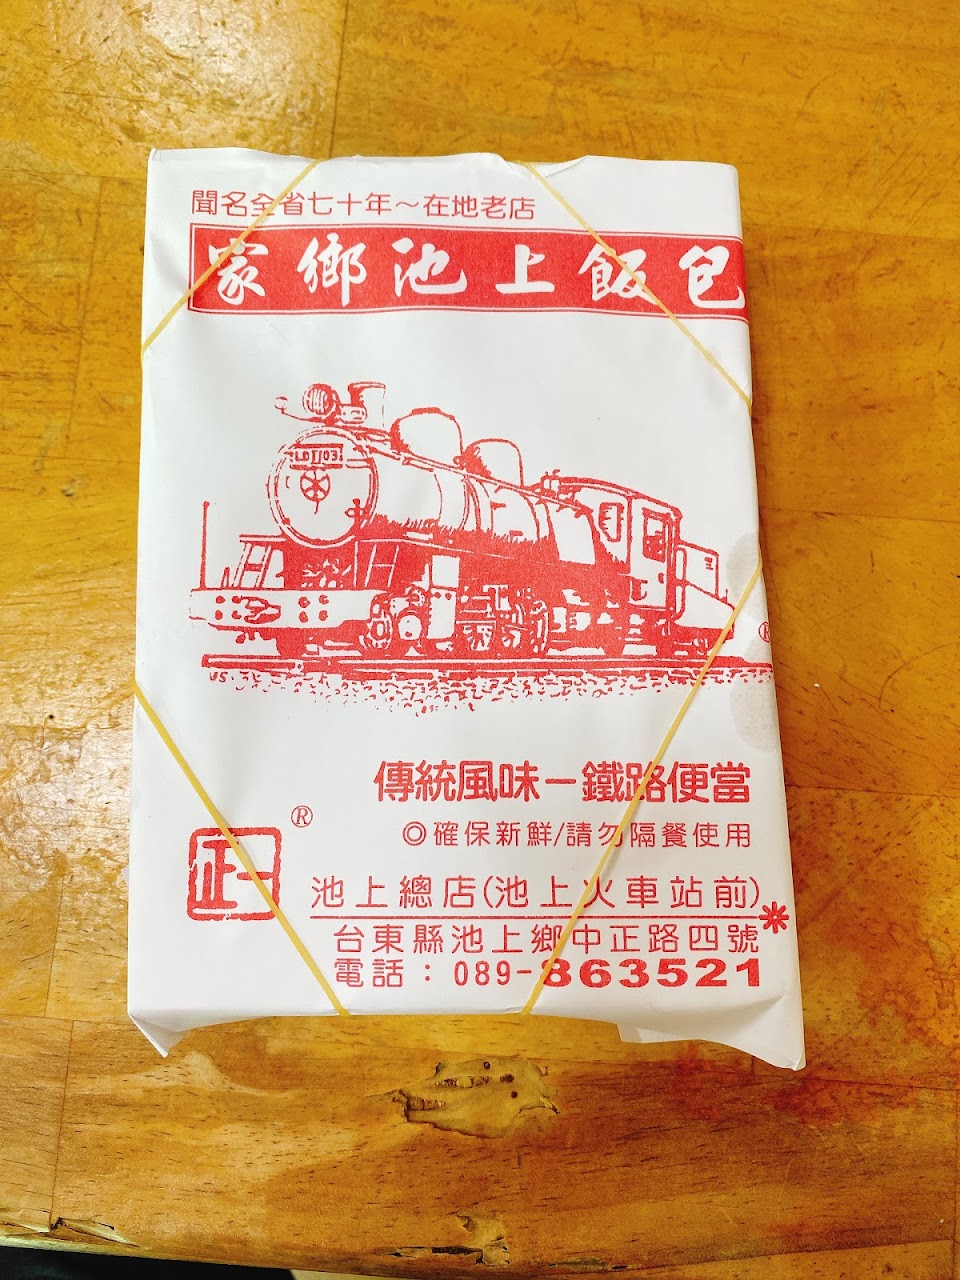 聞名全省七十年～在地老店
家鄉池上飯包
LDT103
®
傳統風味－鐵路便當
◎確保新鮮/請勿隔餐使用
正一
®
池上總店(池上火車站前)
台東縣池上鄉中正路四號
電話：089-863521